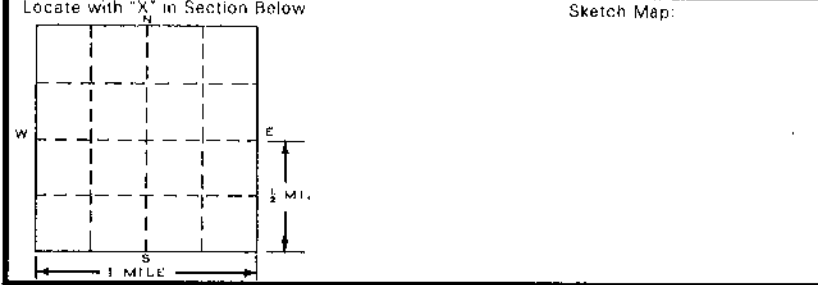 Locate with "X" in Section Below
Sketch Map:
N
W
E
½ MI.
S
1 MILE